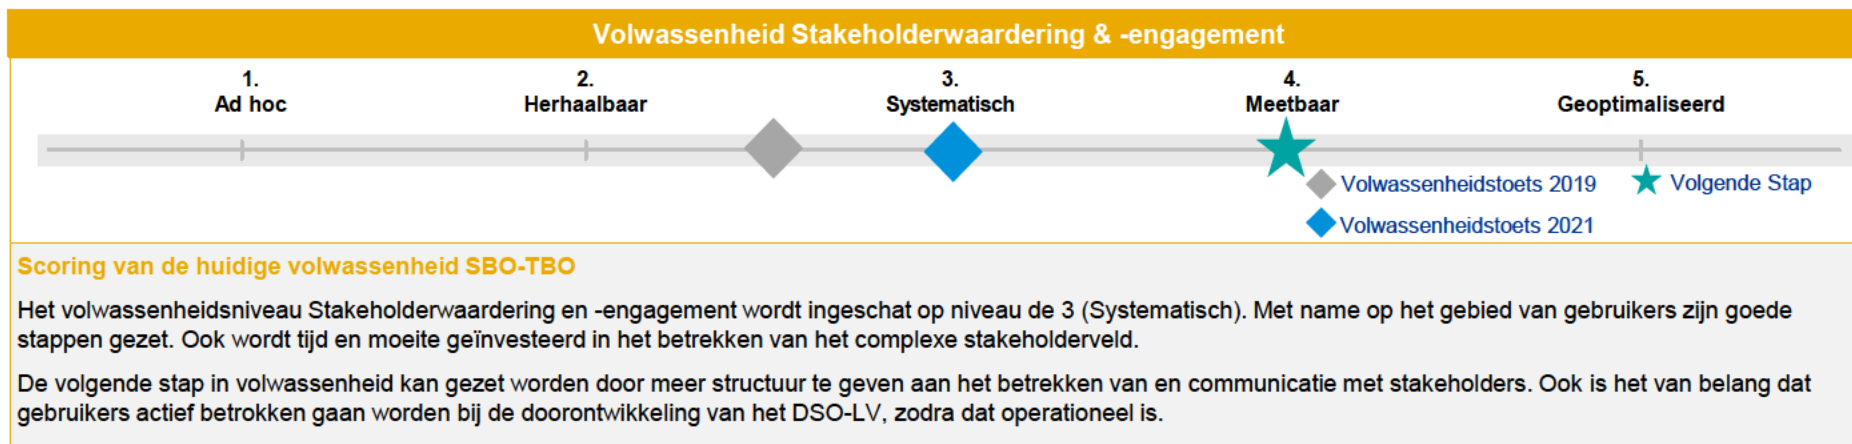 Volwassenheid Stakeholderwaardering & -engagement
1. 2. 3. 4. 5.
Ad hoc Herhaalbaar Systematisch Meetbaar Geoptimaliseerd
Volwassenheidstoets 2019 Volgende Stap
Volwassenheidstoets 2021
Scoring van de huidige volwassenheid SBO-TBO
Het volwassenheidsniveau Stakeholderwaardering en -engagement wordt ingeschat op niveau de 3 (Systematisch). Met name op het gebied van gebruikers zijn goede
stappen gezet. Ook wordt tijd en moeite geïnvesteerd in het betrekken van het complexe stakeholderveld.
De volgende stap in volwassenheid kan gezet worden door meer structuur te geven aan het betrekken van en communicatie met stakeholders. Ook is het van belang dat
gebruikers actief betrokken gaan worden bij de doorontwikkeling van het DSO-LV, zodra dat operationeel is.